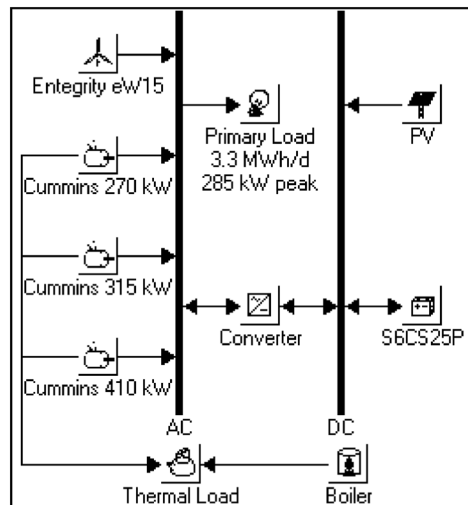 Entegrity eW15
Primary Load
3.3 MWh/d
285 kW peak
PV
Cummins 270 kW
Cummins 315 kW
Converter
S6CS25P
Cummins 410 kW
AC
DC
Thermal Load
Boiler